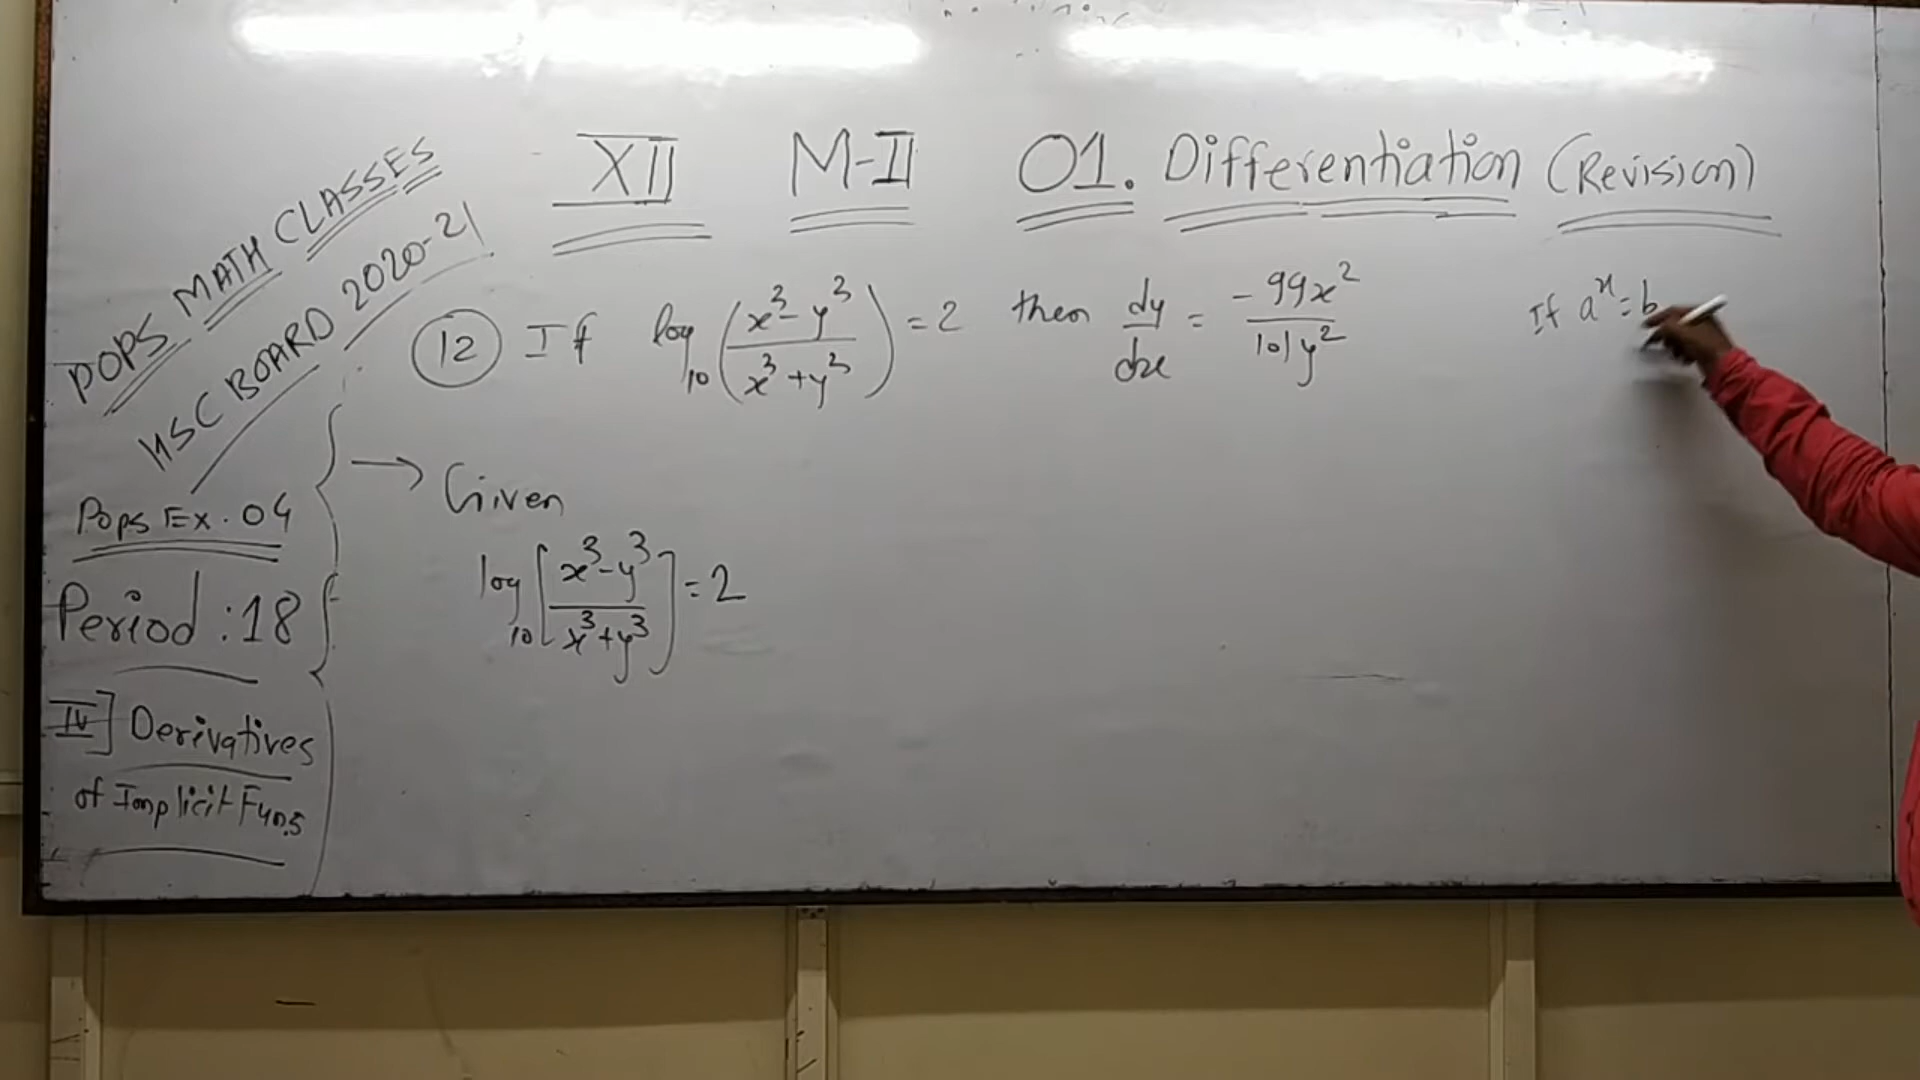 POPS MATH CLASSES
HSC BOARD 2020-21
Pops Ex. 04
Period : 18
IV] Derivatives
of Implicit Funs
XII M-II 01. Differentiation (Revision)
(12) If log₁₀((x³-y³)/(x³+y³)) = 2 then dy/dx = -99x²/101y²
If aˣ = b
→ Given
log₁₀[(x³-y³)/(x³+y³)] = 2